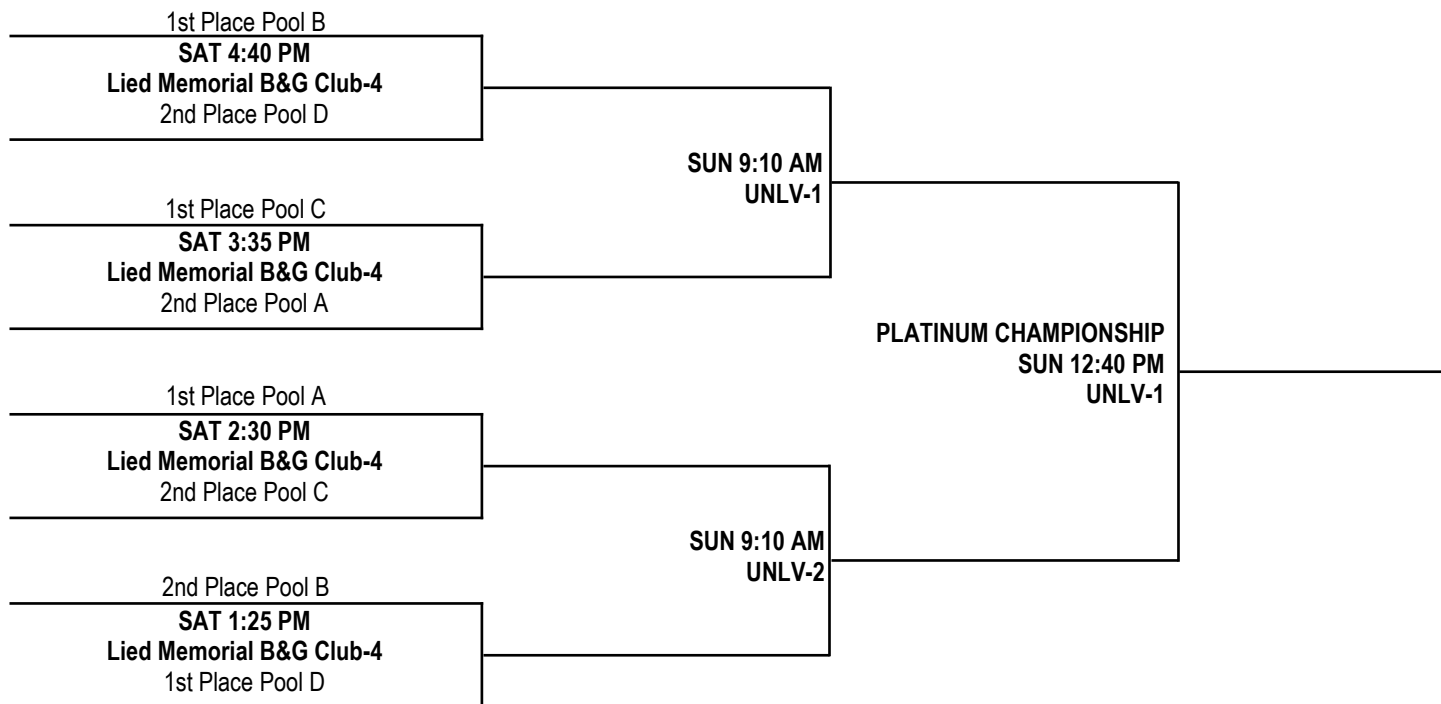 1st Place Pool B
SAT 4:40 PM
Lied Memorial B&G Club-4
2nd Place Pool D
SUN 9:10 AM
UNLV-1
1st Place Pool C
SAT 3:35 PM
Lied Memorial B&G Club-4
2nd Place Pool A
PLATINUM CHAMPIONSHIP
SUN 12:40 PM
UNLV-1
1st Place Pool A
SAT 2:30 PM
Lied Memorial B&G Club-4
2nd Place Pool C
SUN 9:10 AM
UNLV-2
2nd Place Pool B
SAT 1:25 PM
Lied Memorial B&G Club-4
1st Place Pool D